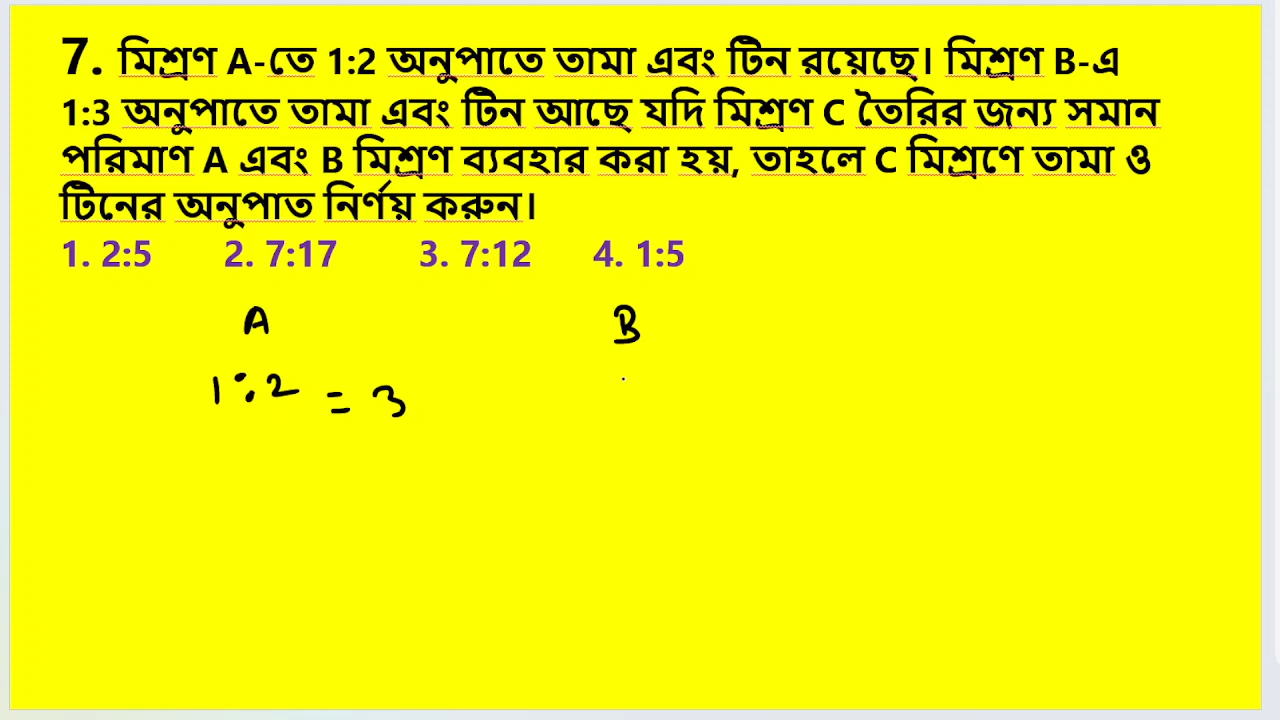 7. মিশ্রণ A-তে 1:2 অনুপাতে তামা এবং টিন রয়েছে। মিশ্রণ B-এ
1:3 অনুপাতে তামা এবং টিন আছে যদি মিশ্রণ C তৈরির জন্য সমান
পরিমাণ A এবং B মিশ্রণ ব্যবহার করা হয়, তাহলে C মিশ্রণে তামা ও
টিনের অনুপাত নির্ণয় করুন।
1. 2:5 2. 7:17 3. 7:12 4. 1:5
A B
1:2 = 3